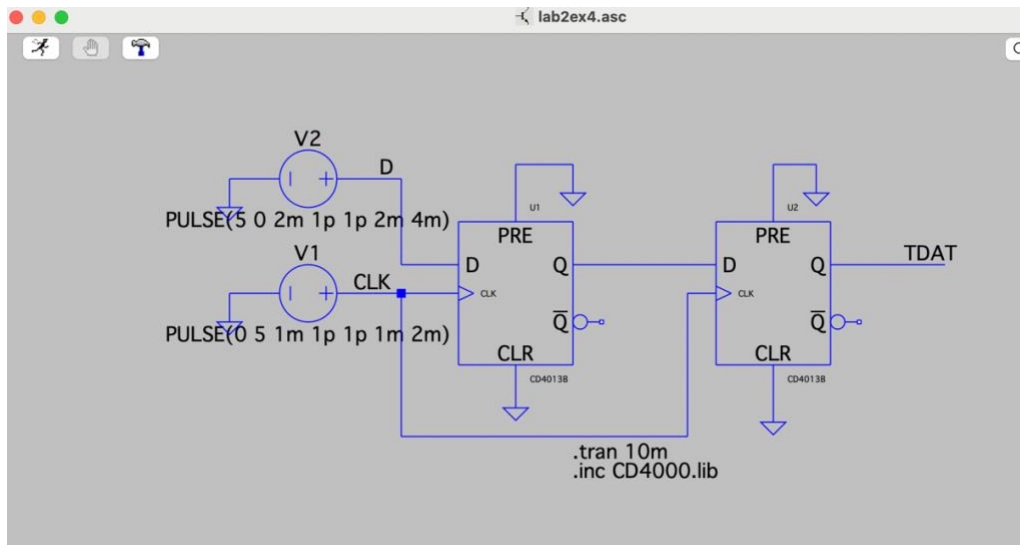 lab2ex4.asc
V2
D
PULSE(5 0 2m 1p 1p 2m 4m)
V1
CLK
PULSE(0 5 1m 1p 1p 1m 2m)
U1
PRE
D
Q
CLK
Q̅
CLR
CD4013B
U2
PRE
D
Q
TDAT
CLK
Q̅
CLR
CD4013B
.tran 10m
.inc CD4000.lib